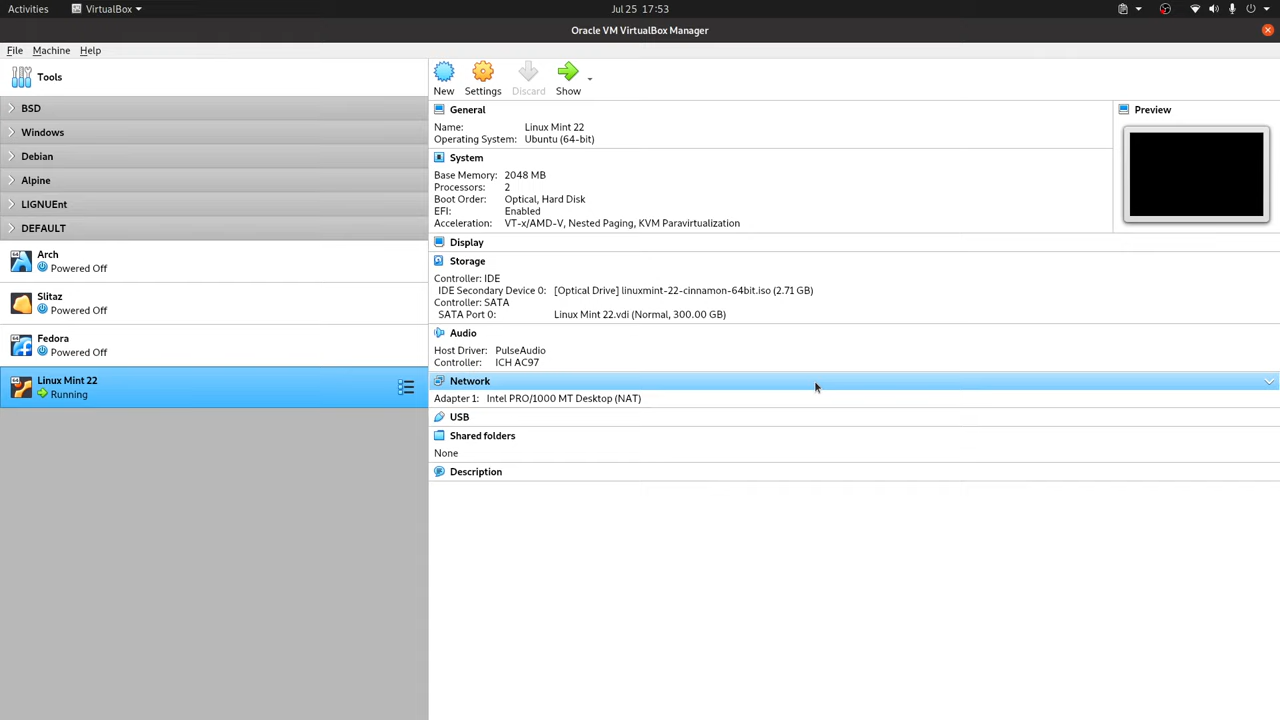 Activities VirtualBox Jul 25 17:53
Oracle VM VirtualBox Manager
File Machine Help
Tools
BSD
Windows
Debian
Alpine
LIGNUEnt
DEFAULT
Arch
Powered Off
Slitaz
Powered Off
Fedora
Powered Off
Linux Mint 22
Running
New Settings Discard Show
General
Name: Linux Mint 22
Operating System: Ubuntu (64-bit)
System
Base Memory: 2048 MB
Processors: 2
Boot Order: Optical, Hard Disk
EFI: Enabled
Acceleration: VT-x/AMD-V, Nested Paging, KVM Paravirtualization
Display
Storage
Controller: IDE
IDE Secondary Device 0: [Optical Drive] linuxmint-22-cinnamon-64bit.iso (2.71 GB)
Controller: SATA
SATA Port 0: Linux Mint 22.vdi (Normal, 300.00 GB)
Audio
Host Driver: PulseAudio
Controller: ICH AC97
Network
Adapter 1: Intel PRO/1000 MT Desktop (NAT)
USB
Shared folders
None
Description
Preview